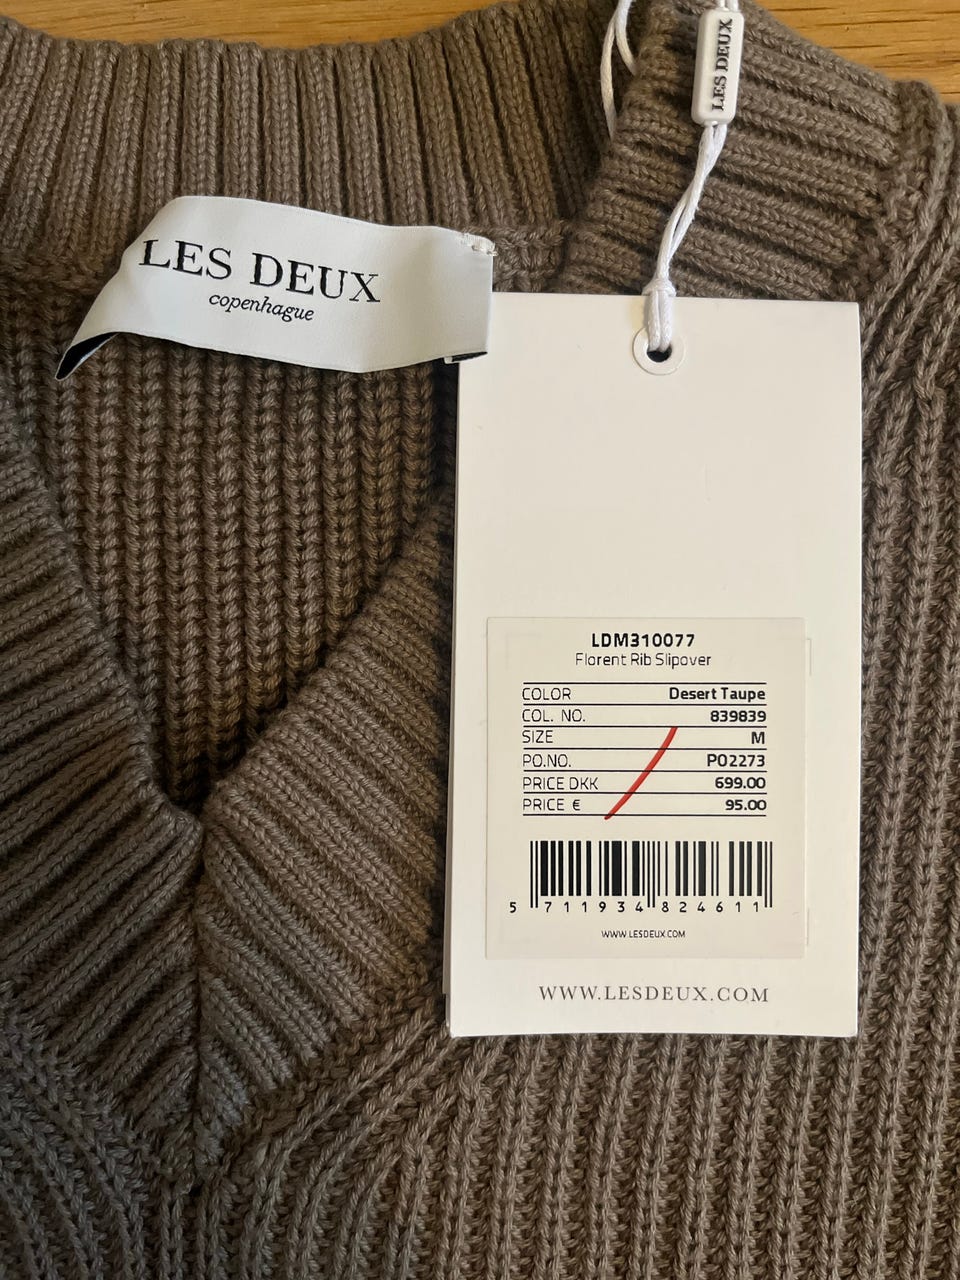 LES DEUX
LES DEUX
copenhague
LDM310077
Florent Rib Slipover
COLOR Desert Taupe
COL. NO. 839839
SIZE M
PO.NO. PO2273
PRICE DKK 699.00
PRICE € 95.00
5 711934 824611
WWW.LESDEUX.COM
WWW.LESDEUX.COM